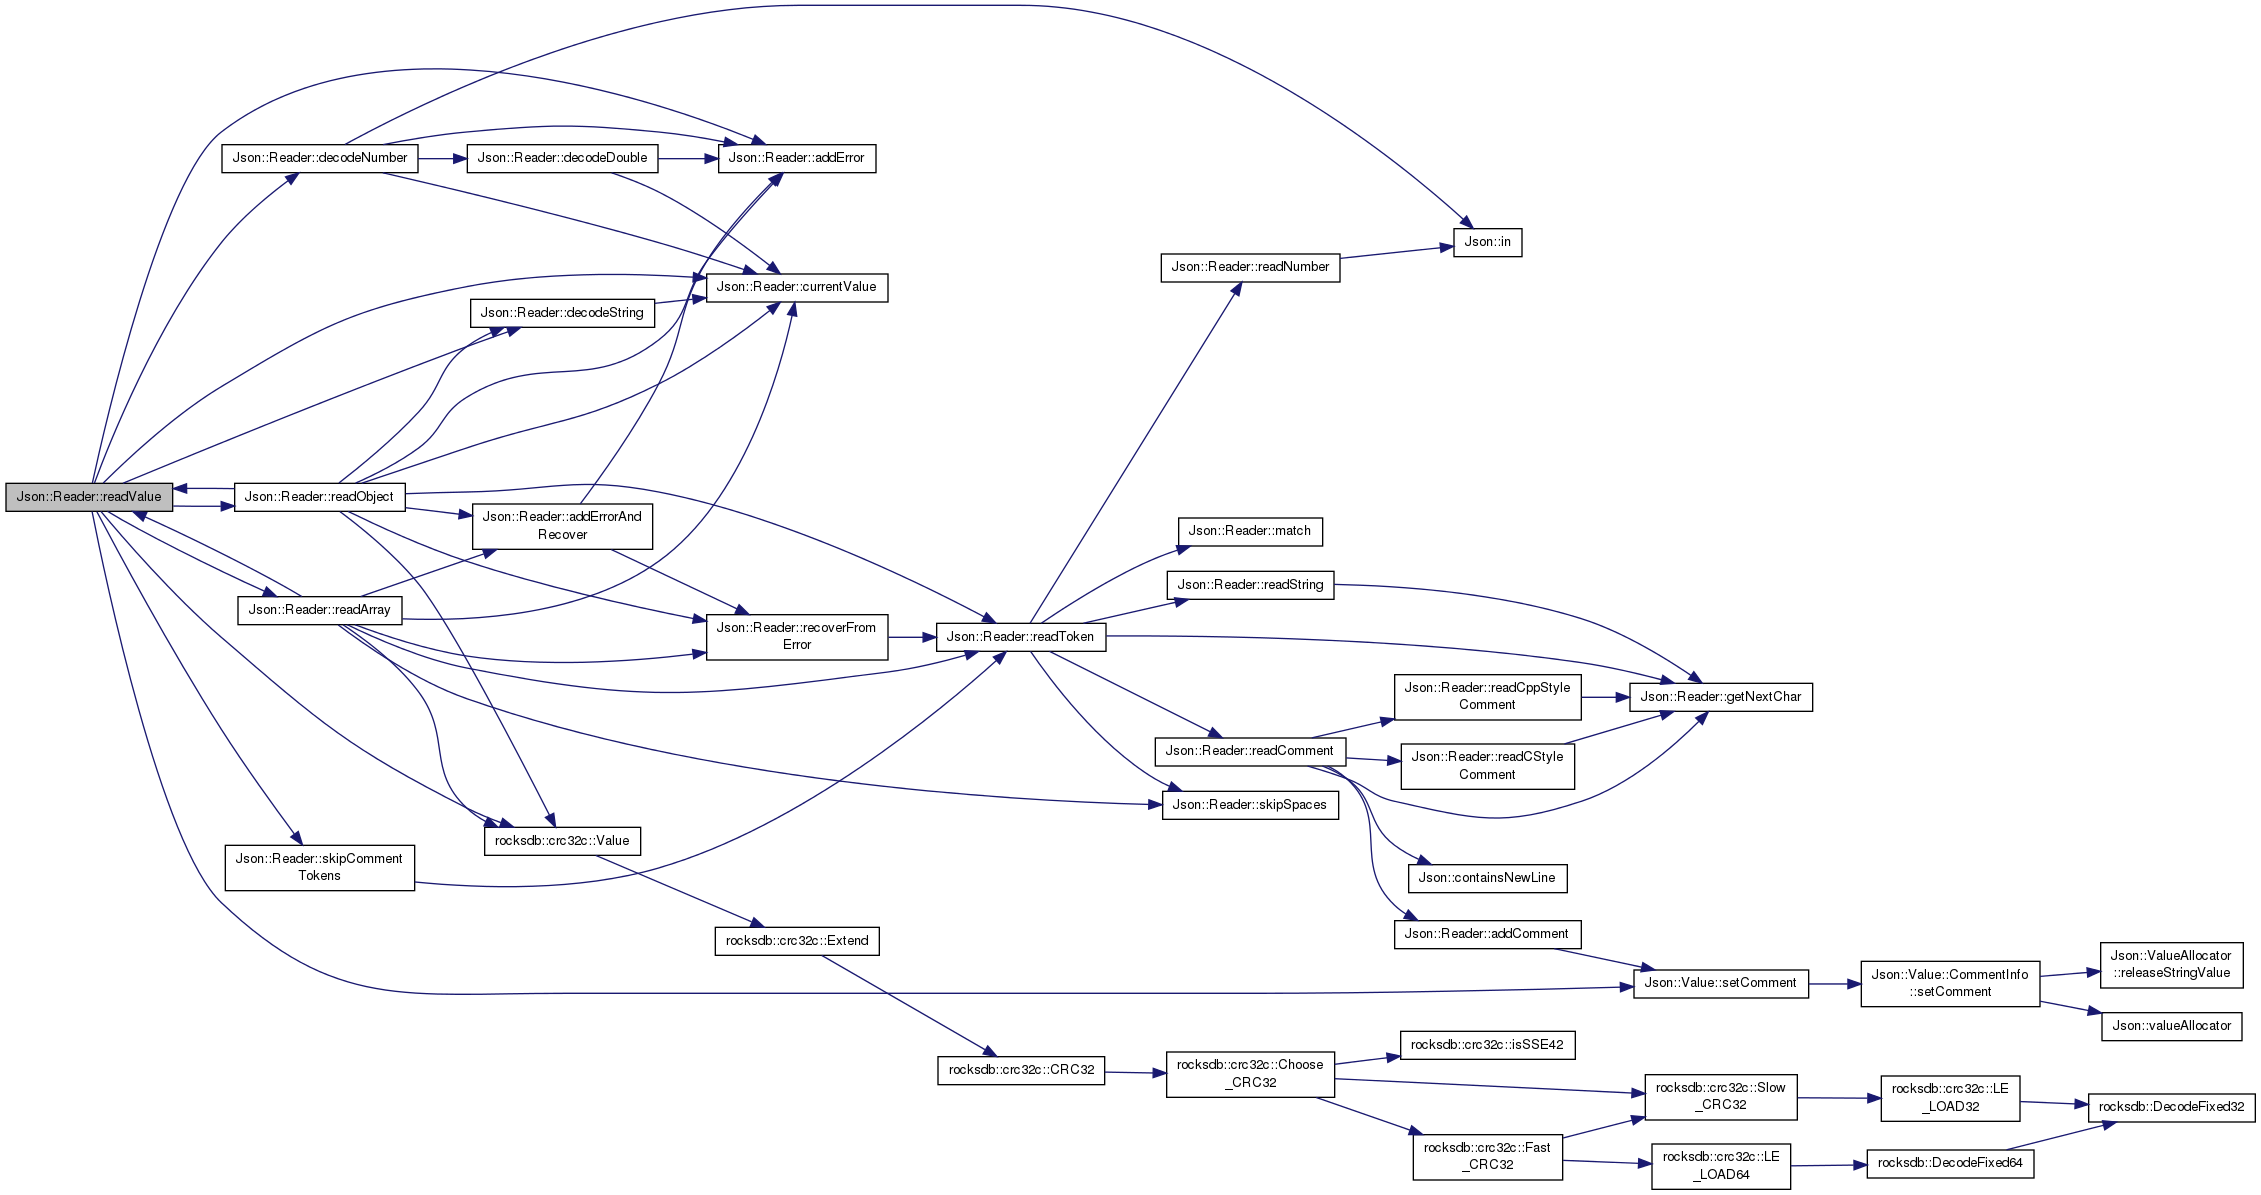 Json::Reader::readValue
Json::Reader::decodeNumber
Json::Reader::decodeDouble
Json::Reader::addError
Json::in
Json::Reader::readNumber
Json::Reader::currentValue
Json::Reader::decodeString
Json::Reader::readObject
Json::Reader::addErrorAnd
Recover
Json::Reader::match
Json::Reader::readString
Json::Reader::readArray
Json::Reader::recoverFrom
Error
Json::Reader::readToken
Json::Reader::readCppStyle
Comment
Json::Reader::getNextChar
Json::Reader::readComment
Json::Reader::readCStyle
Comment
Json::Reader::skipSpaces
rocksdb::crc32c::Value
Json::Reader::skipComment
Tokens
Json::containsNewLine
rocksdb::crc32c::Extend
Json::Reader::addComment
Json::Value::setComment
Json::Value::CommentInfo
::setComment
Json::ValueAllocator
::releaseStringValue
Json::valueAllocator
rocksdb::crc32c::isSSE42
rocksdb::crc32c::CRC32
rocksdb::crc32c::Choose
_CRC32
rocksdb::crc32c::Slow
_CRC32
rocksdb::crc32c::LE
_LOAD32
rocksdb::DecodeFixed32
rocksdb::crc32c::Fast
_CRC32
rocksdb::crc32c::LE
_LOAD64
rocksdb::DecodeFixed64